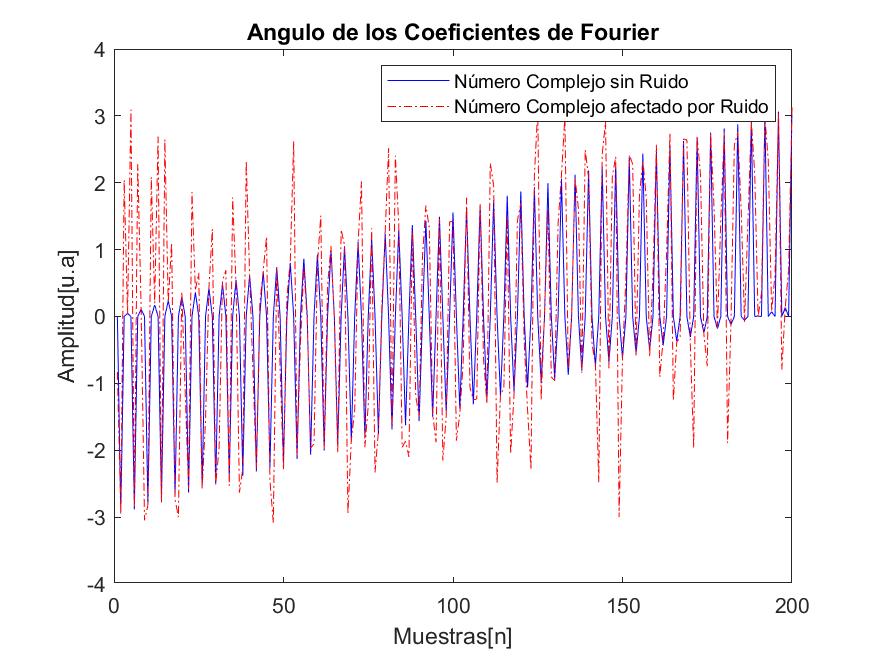 Angulo de los Coeficientes de Fourier
Número Complejo sin Ruido
Número Complejo afectado por Ruido
Amplitud[u.a]
4
3
2
1
0
-1
-2
-3
-4
0
50
100
150
200
Muestras[n]